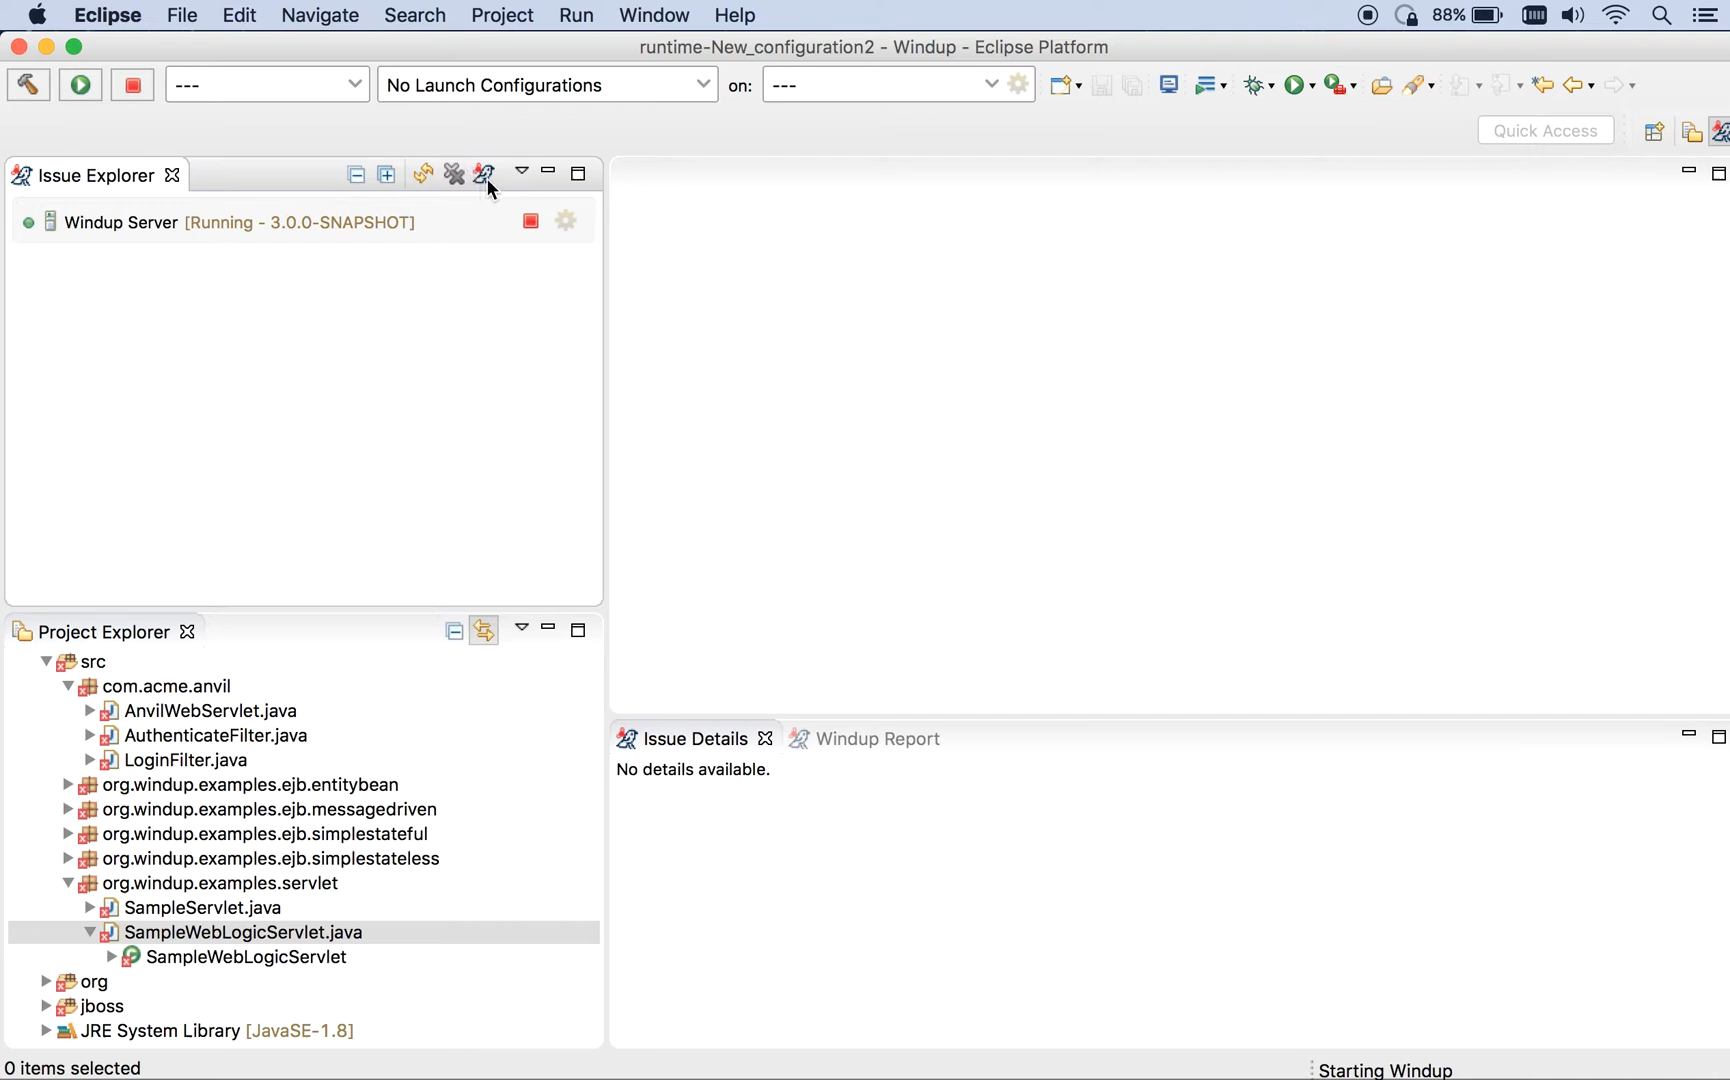 Eclipse File Edit Navigate Search Project Run Window Help 88%
runtime-New_configuration2 - Windup - Eclipse Platform
--- No Launch Configurations on: ---
Quick Access
Issue Explorer
Windup Server [Running - 3.0.0-SNAPSHOT]
Project Explorer
src
com.acme.anvil
AnvilWebServlet.java
AuthenticateFilter.java
LoginFilter.java
org.windup.examples.ejb.entitybean
org.windup.examples.ejb.messagedriven
org.windup.examples.ejb.simplestateful
org.windup.examples.ejb.simplestateless
org.windup.examples.servlet
SampleServlet.java
SampleWebLogicServlet.java
SampleWebLogicServlet
org
jboss
JRE System Library [JavaSE-1.8]
Issue Details Windup Report
No details available.
0 items selected
Starting Windup